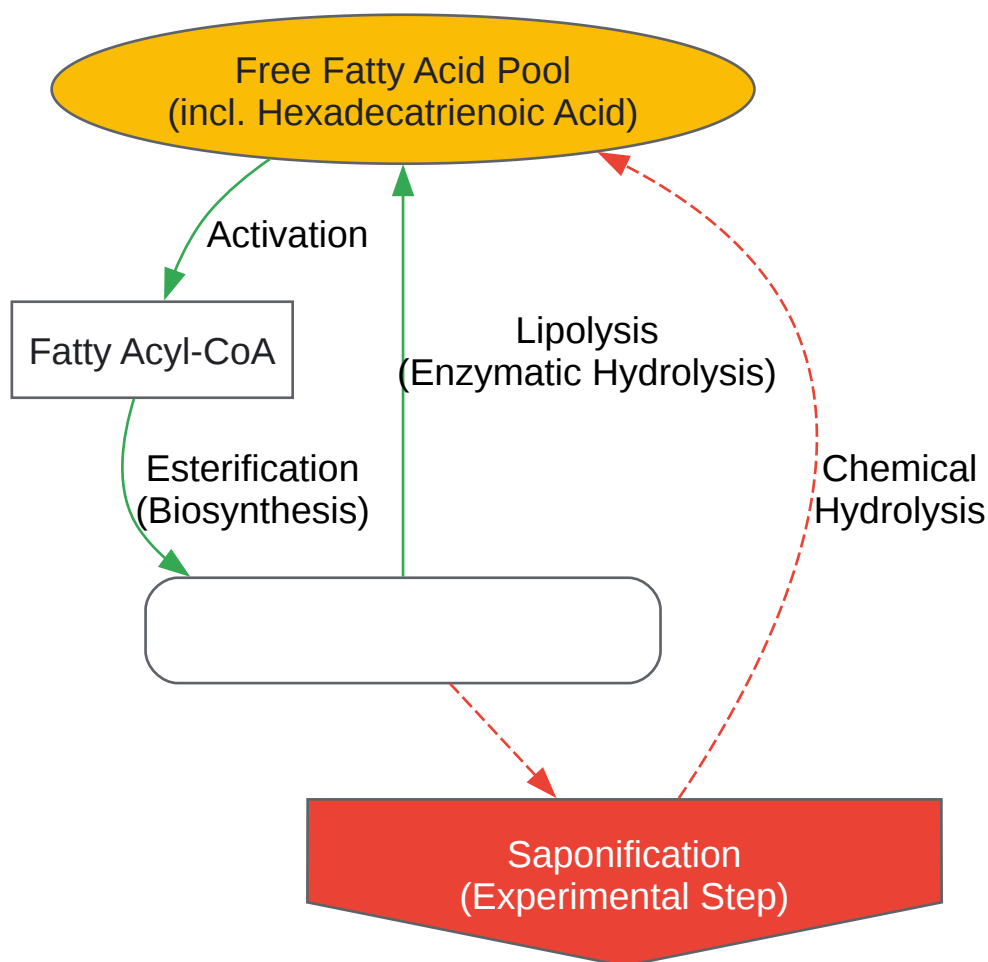 Free Fatty Acid Pool
(incl. Hexadecatrienoic Acid)
Activation
Fatty Acyl-CoA
Lipolysis
(Enzymatic Hydrolysis)
Esterification
(Biosynthesis)
Chemical
Hydrolysis
Saponification
(Experimental Step)